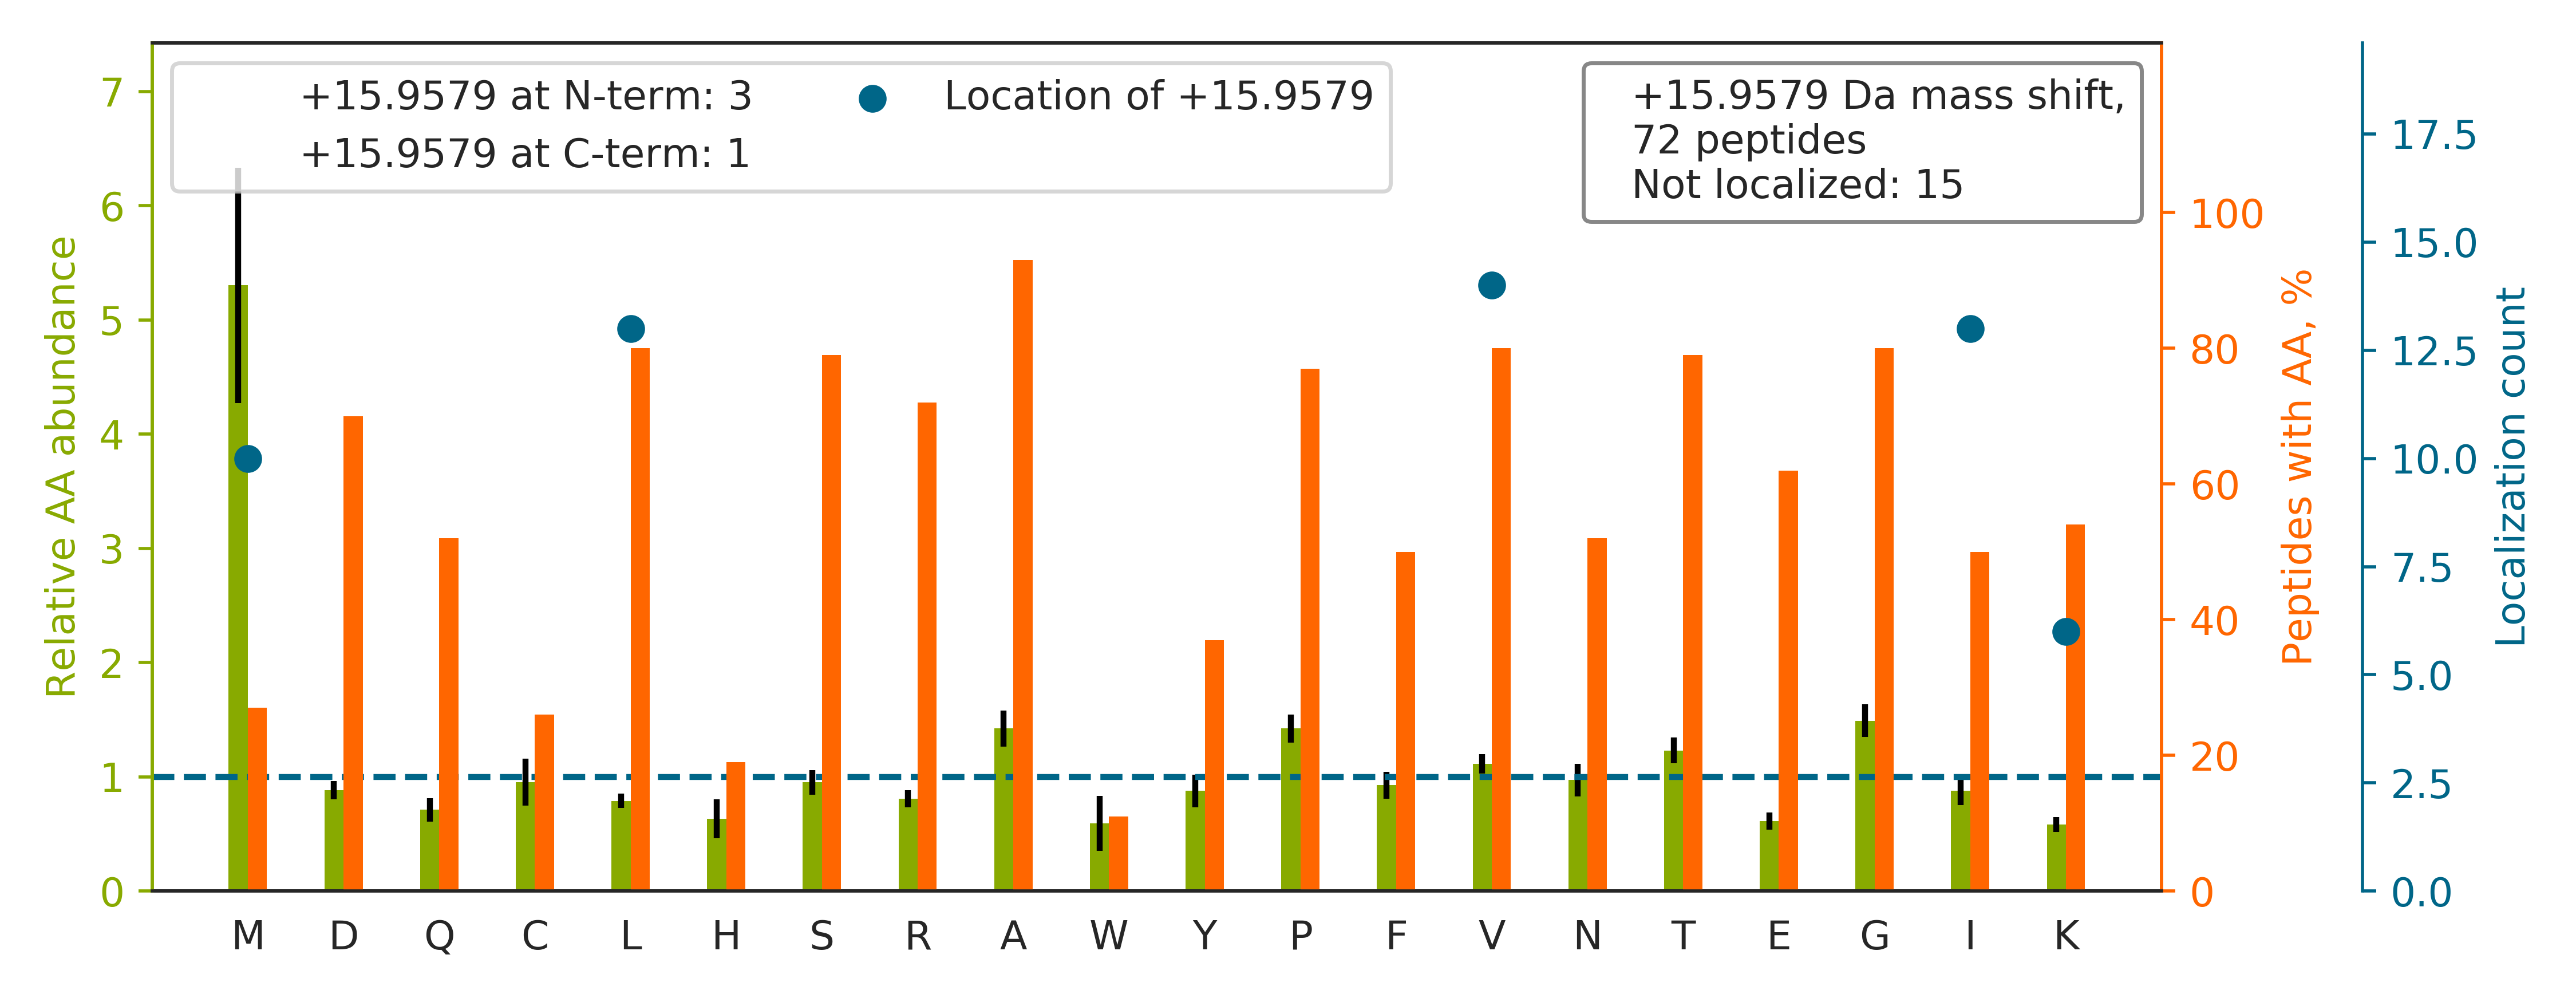 +15.9579 at N-term: 3
+15.9579 at C-term: 1
Location of +15.9579
+15.9579 Da mass shift,
72 peptides
Not localized: 15
Relative AA abundance
7
6
5
4
3
2
1
0
M D Q C L H S R A W Y P F V N T E G I K
100
80
60
40
20
0
Peptides with AA, %
17.5
15.0
12.5
10.0
7.5
5.0
2.5
0.0
Localization count